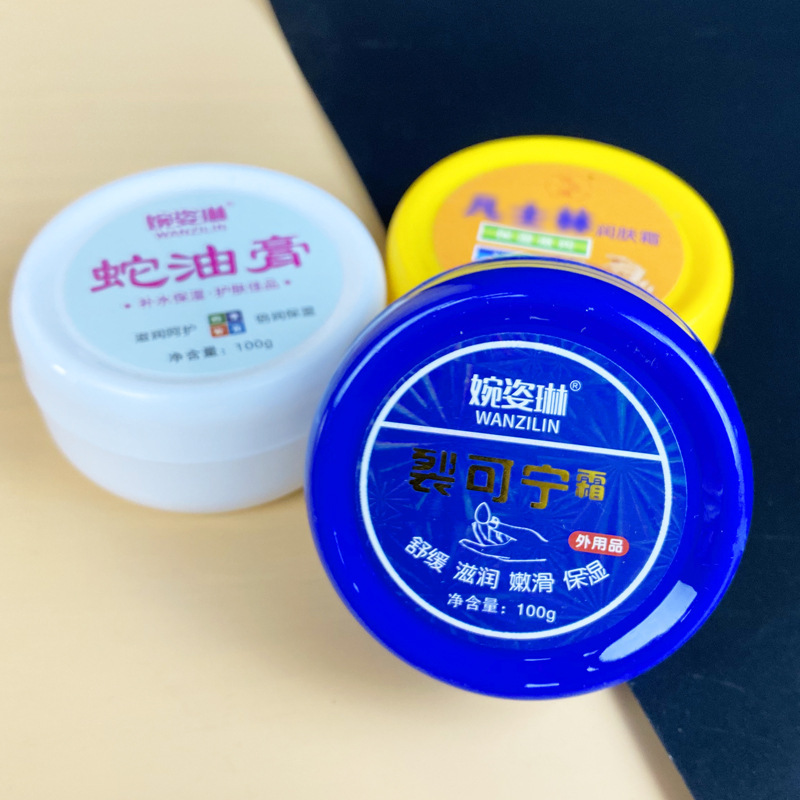 婉姿琳®
WANZILIN
蛇油膏
补水保湿·护肤佳品
滋润呵护 倍润保湿
净含量：100g
凡士林润肤霜
婉姿琳®
WANZILIN
裂可宁霜
外用品
舒缓 滋润 嫩滑 保湿
净含量：100g